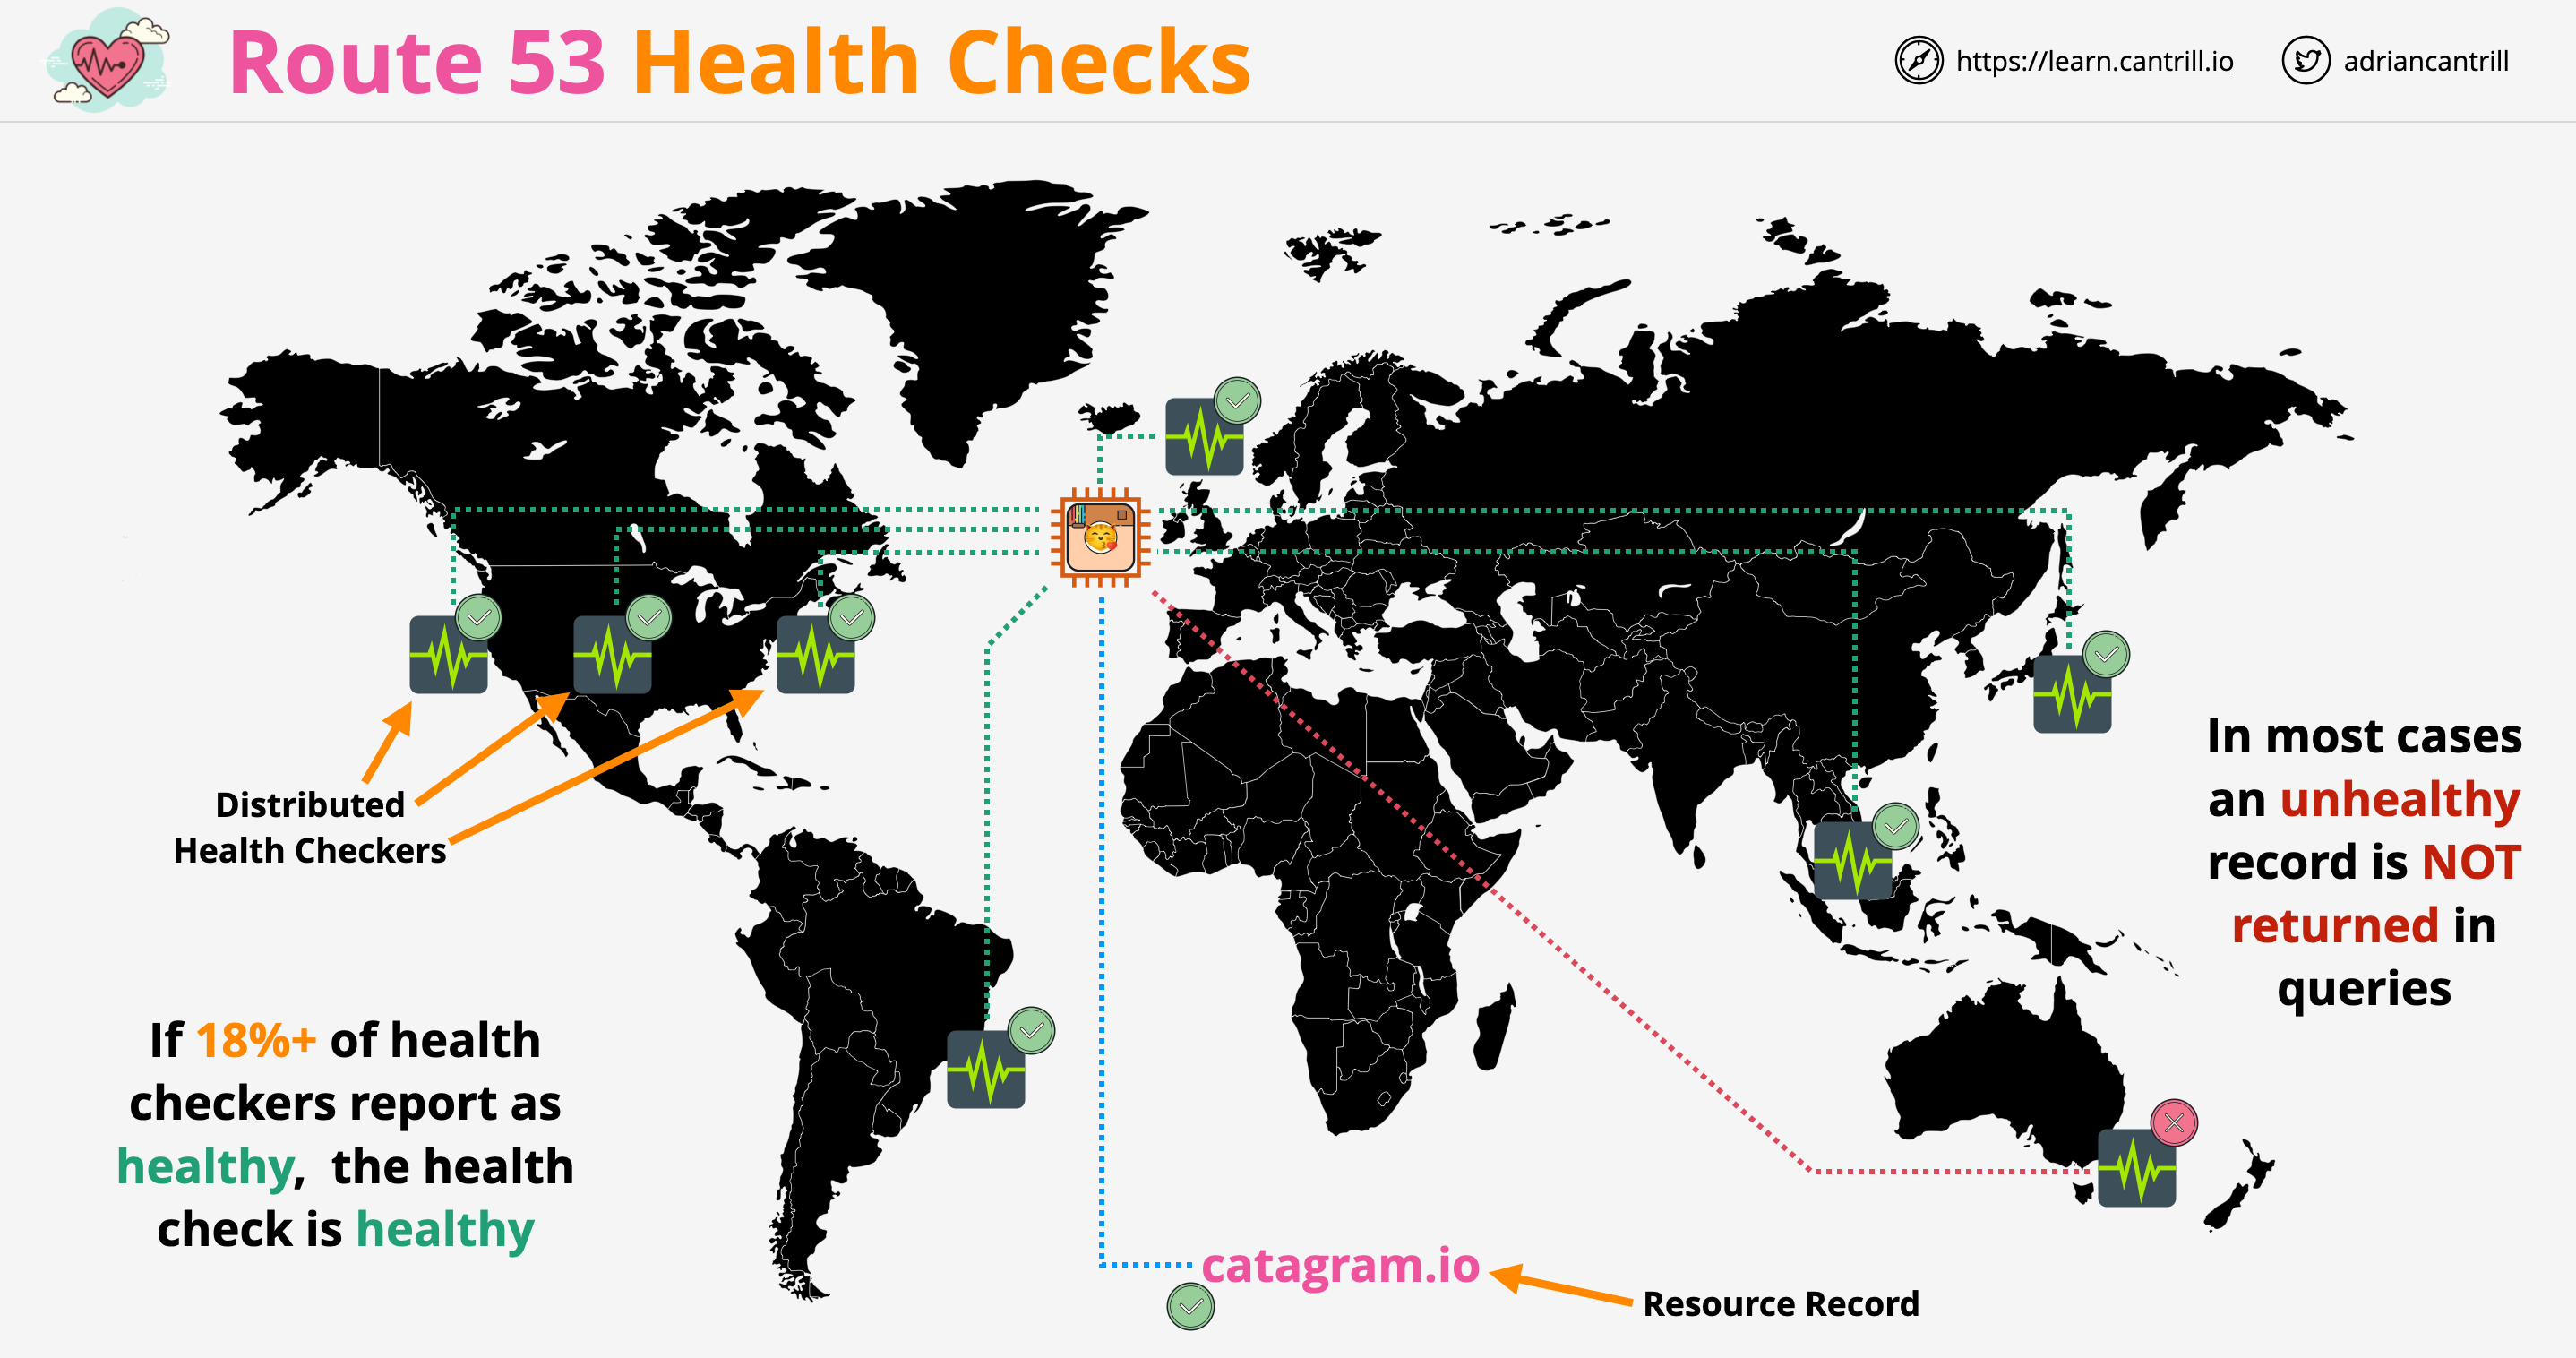 Route 53 Health Checks
https://learn.cantrill.io
adriancantrill
Distributed
Health Checkers
In most cases
an unhealthy
record is NOT
returned in
queries
If 18%+ of health
checkers report as
healthy,  the health
check is healthy
catagram.io
Resource Record